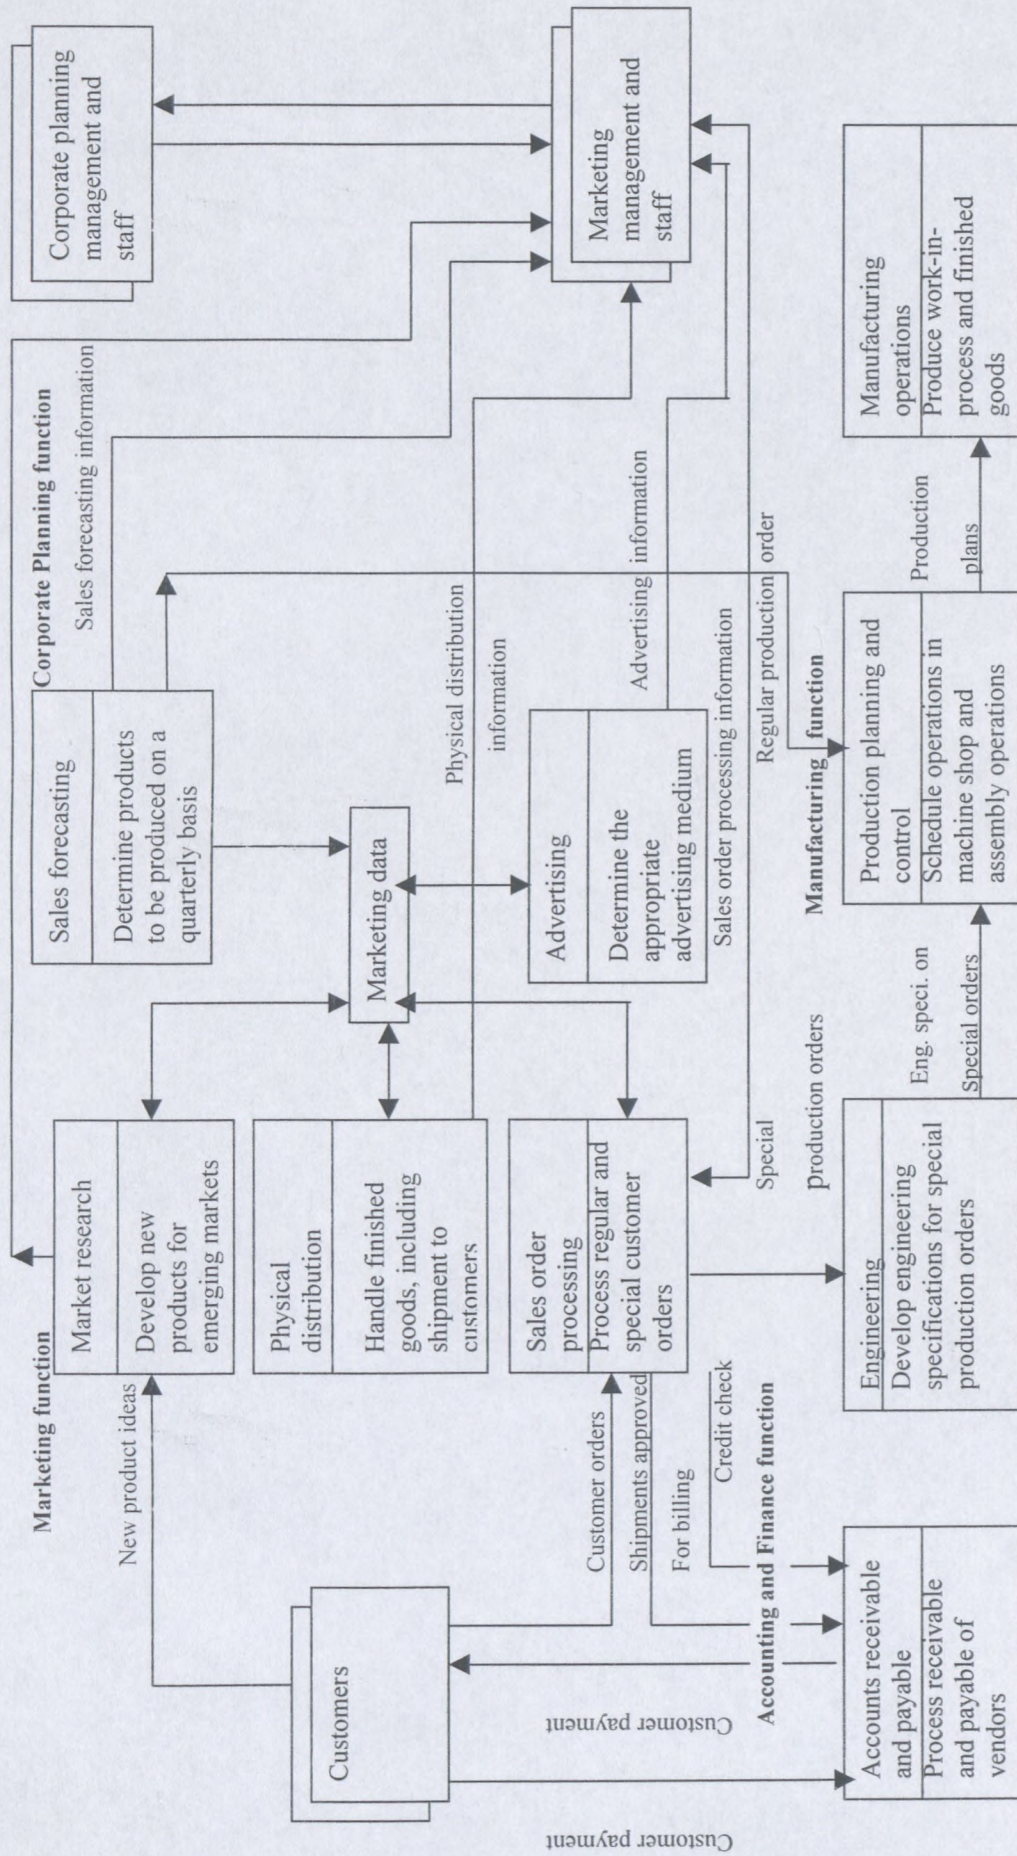 Marketing function
Corporate Planning function
New product ideas
Market research
Develop new
products for
emerging markets
Sales forecasting
Determine products
to be produced on a
quarterly basis
Sales forecasting information
Corporate planning
management and
staff
Customers
Physical
distribution
Handle finished
goods, including
shipment to
customers
Marketing data
Physical distribution
information
Marketing
management and
staff
Customer orders
Shipments approved
For billing
Credit check
Sales order
processing
Process regular and
special customer
orders
Advertising
Determine the
appropriate
advertising medium
Advertising information
Sales order processing information
Regular production order
Special
production orders
Customer payment
Customer payment
Accounting and Finance function
Manufacturing function
Accounts receivable
and payable
Process receivable
and payable of
vendors
Engineering
Develop engineering
specifications for special
production orders
Eng. speci. on
Special orders
Production planning and
control
Schedule operations in
machine shop and
assembly operations
Production
plans
Manufacturing
operations
Produce work-in-
process and finished
goods